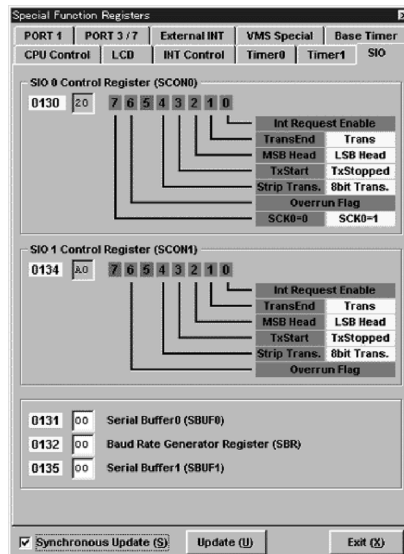 Special Function Registers
PORT 1 PORT 3 / 7 External INT VMS Special Base Timer
CPU Control LCD INT Control Timer0 Timer1 SIO
SIO 0 Control Register (SCON0)
0130 20 7 6 5 4 3 2 1 0
Int Request Enable
TransEnd Trans
MSB Head LSB Head
TxStart TxStopped
Strip Trans. 8bit Trans.
Overrun Flag
SCK0=0 SCK0=1
SIO 1 Control Register (SCON1)
0134 A0 7 6 5 4 3 2 1 0
Int Request Enable
TransEnd Trans
MSB Head LSB Head
TxStart TxStopped
Strip Trans. 8bit Trans.
Overrun Flag
0131 00 Serial Buffer0 (SBUF0)
0132 00 Baud Rate Generator Register (SBR)
0135 00 Serial Buffer1 (SBUF1)
Synchronous Update (S) Update (U) Exit (X)